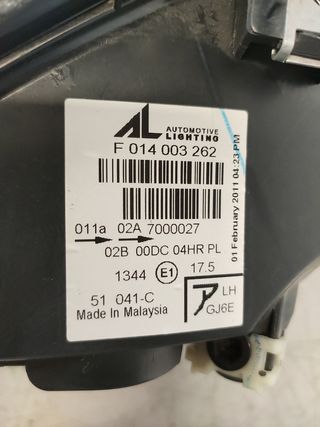 AL AUTOMOTIVE LIGHTING
F 014 003 262
011a 02A 7000027
02B 00DC 04HR PL
1344 E1 17.5
51 041-C
Made In Malaysia
LH
GJ6E
01 February 2011 04:23 PM